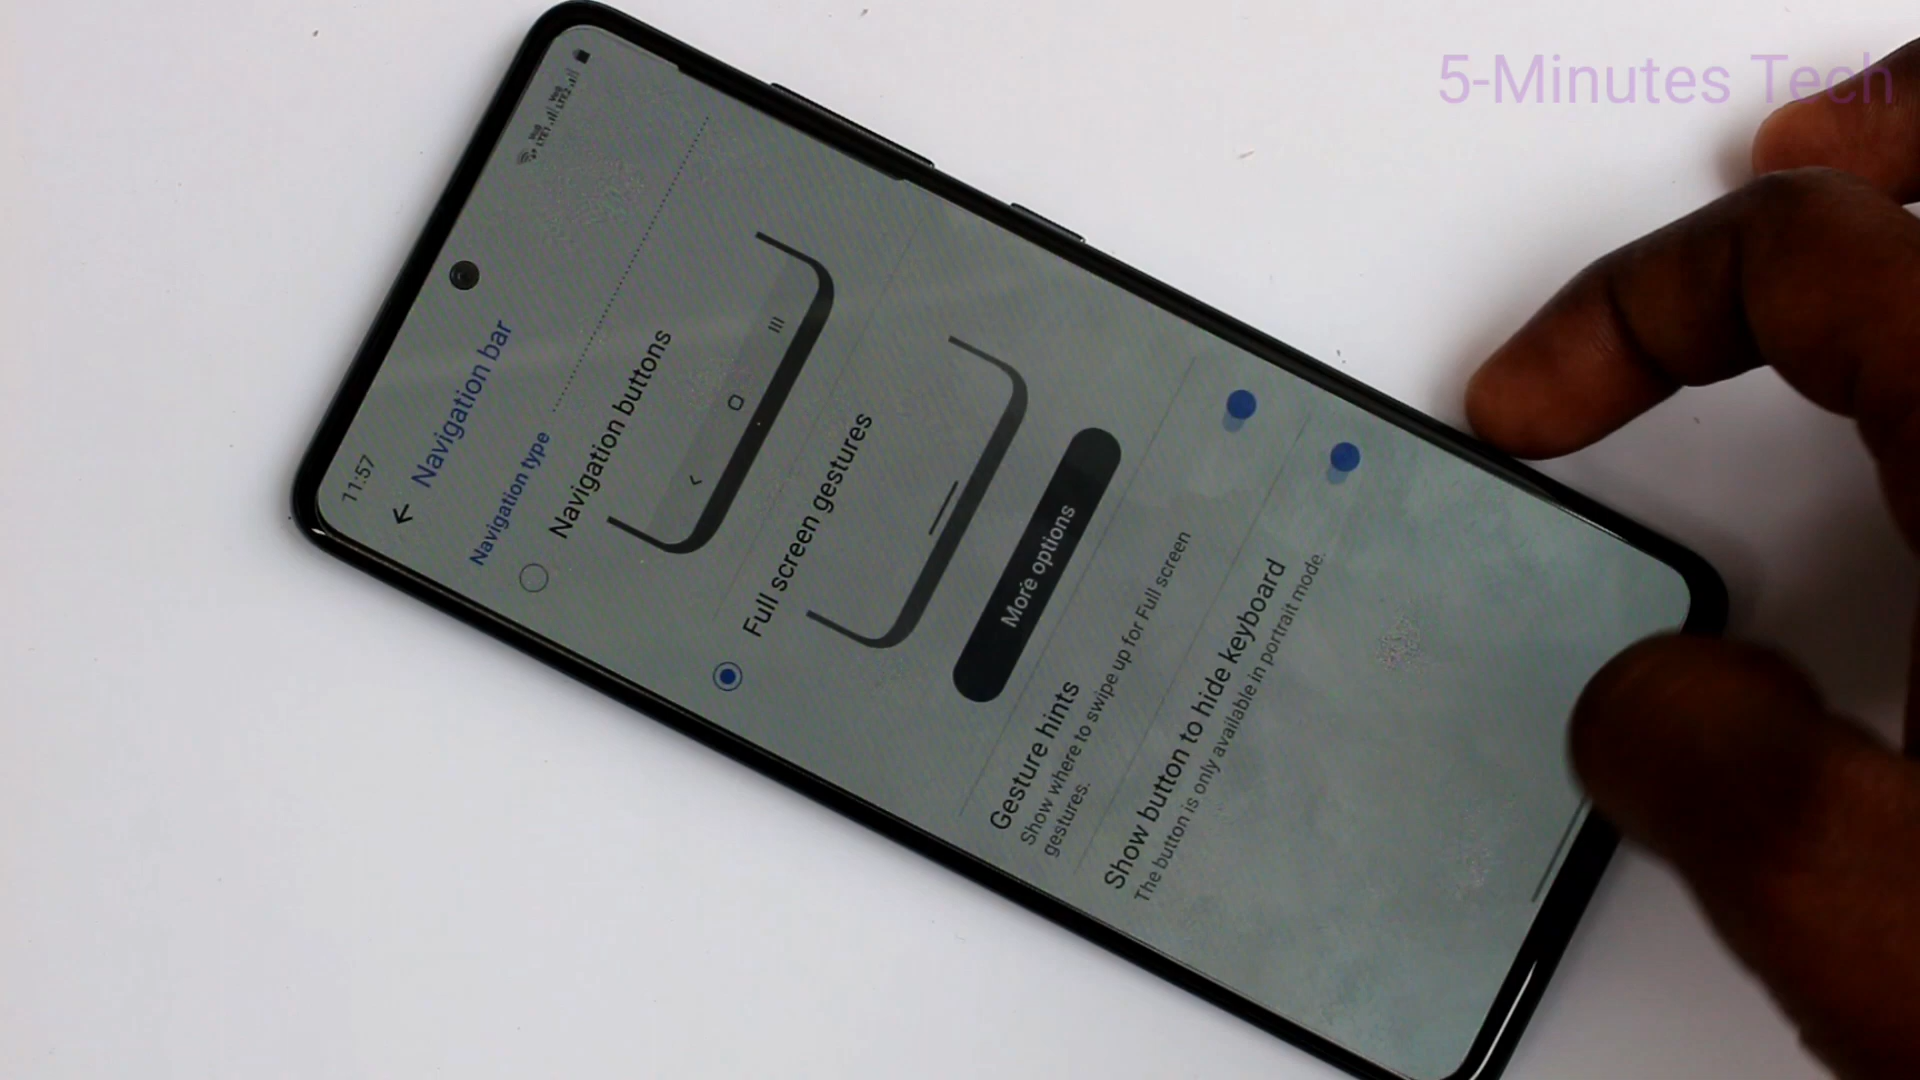 5-Minutes Tech
11:57
Navigation bar
Navigation type
Navigation buttons
Full screen gestures
More options
Gesture hints
Show where to swipe up for Full screen
gestures.
Show button to hide keyboard
The button is only available in portrait mode.